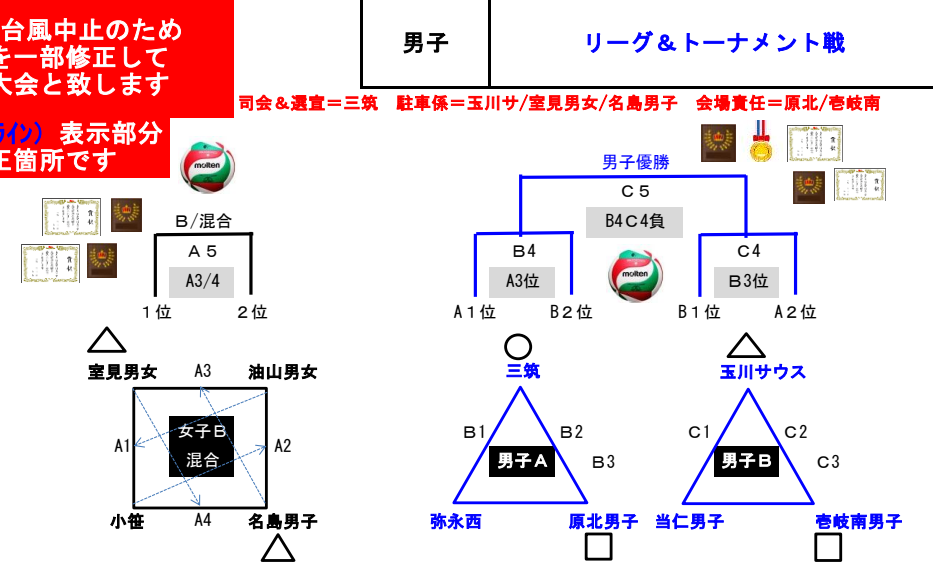 台風中止のため
を一部修正して
大会と致します
表示部分
正箇所です
男子
リーグ＆トーナメント戦
司会＆選宣＝三筑 駐車係＝玉川サ/室見男女/名島男子 会場責任＝原北/壱岐南
molten
男子優勝
Ｃ５
B4C4負
Ｂ/混合
Ａ５
A3/4
１位 ２位
B4
A3位
molten
C4
B3位
A１位 B２位 B１位 A２位
室見男女 A3 油山男女
A1 女子Ｂ A2
混合
小笹 A4 名島男子
三筑
B1 B2
男子Ａ B3
弥永西 原北男子
玉川サウス
C1 C2
男子Ｂ C3
当仁男子 壱岐南男子